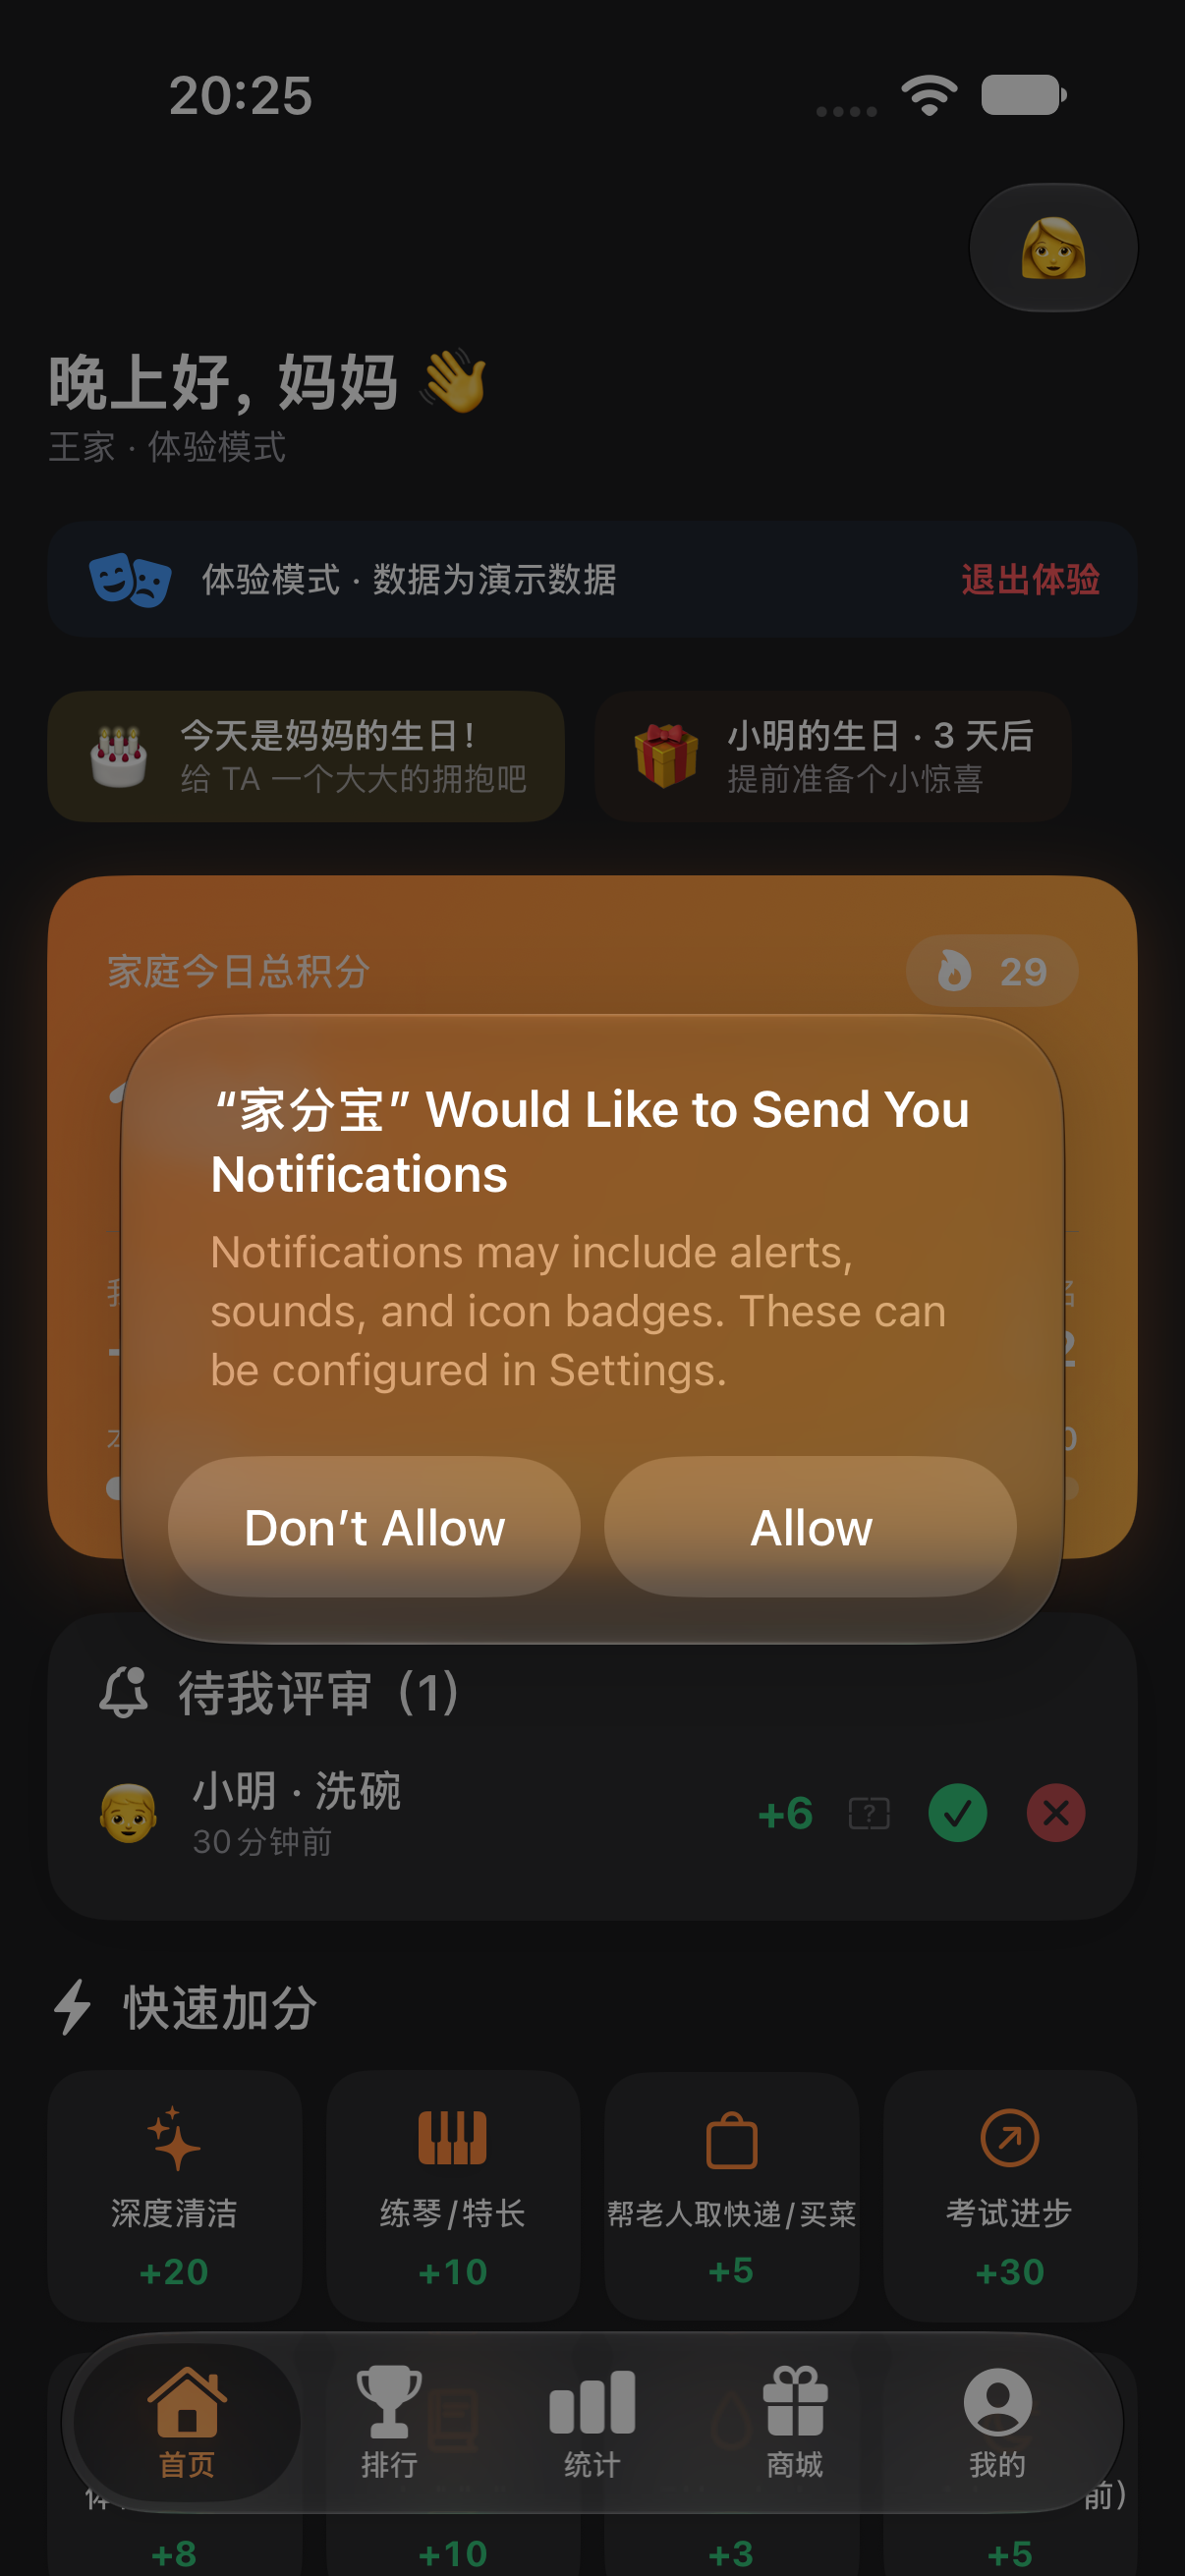 20:25
晚上好，妈妈 👋
王家 · 体验模式
体验模式 · 数据为演示数据
退出体验
今天是妈妈的生日！
给 TA 一个大大的拥抱吧
小明的生日 · 3 天后
提前准备个小惊喜
家庭今日总积分
29
“家分宝” Would Like to Send You
Notifications
Notifications may include alerts,
sounds, and icon badges. These can
be configured in Settings.
Don’t Allow
Allow
待我评审（1）
小明 · 洗碗
30 分钟前
+6
快速加分
深度清洁
练琴/特长
帮老人取快递/买菜
考试进步
+20
+10
+5
+30
首页
排行
统计
商城
我的
前）
+8
+10
+3
+5